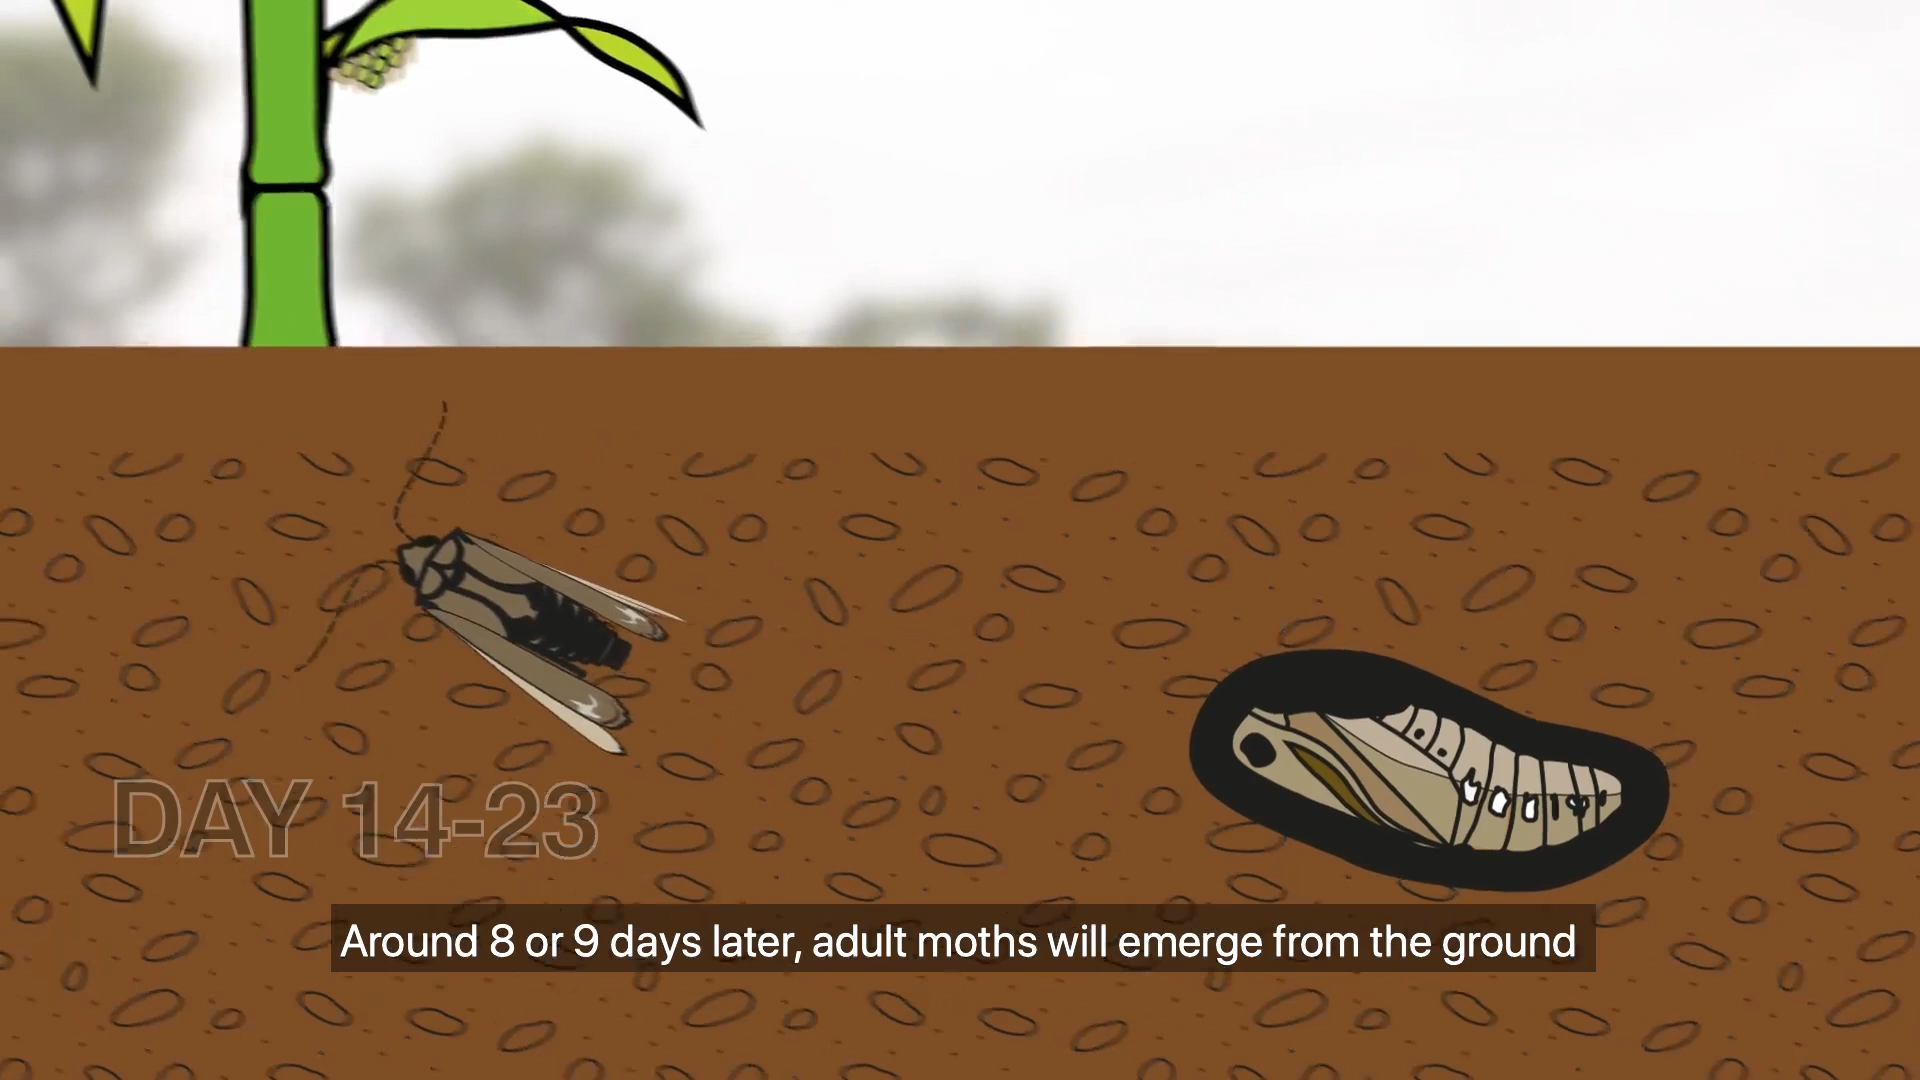 DAY 14-23
Around 8 or 9 days later, adult moths will emerge from the ground